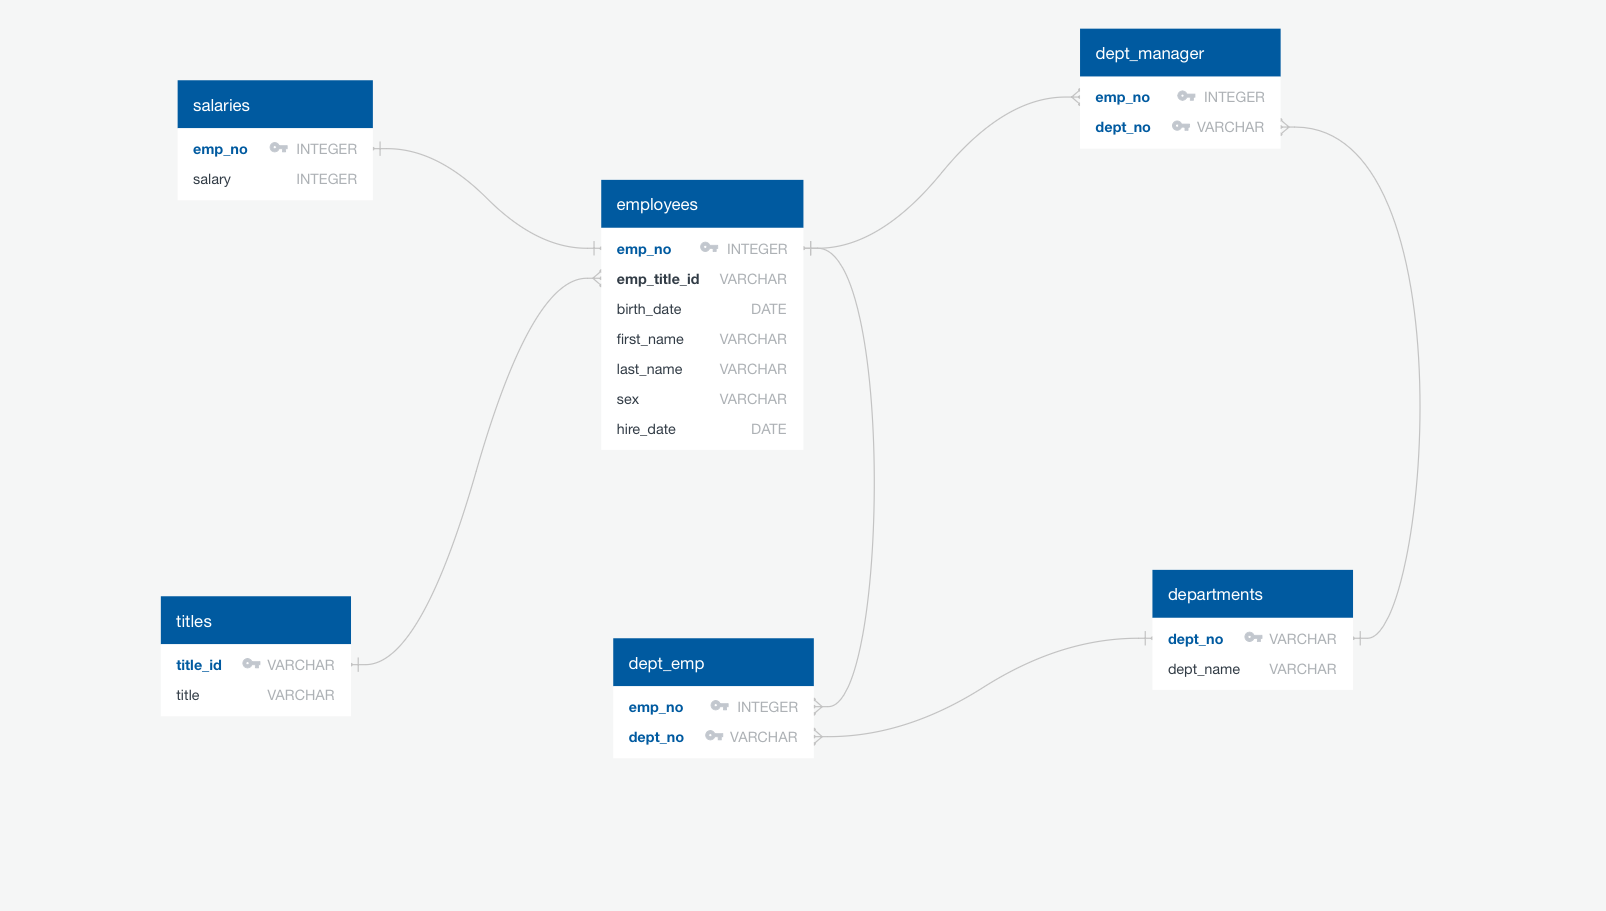 salaries
emp_no INTEGER
salary INTEGER
employees
emp_no INTEGER
emp_title_id VARCHAR
birth_date DATE
first_name VARCHAR
last_name VARCHAR
sex VARCHAR
hire_date DATE
dept_manager
emp_no INTEGER
dept_no VARCHAR
titles
title_id VARCHAR
title VARCHAR
dept_emp
emp_no INTEGER
dept_no VARCHAR
departments
dept_no VARCHAR
dept_name VARCHAR